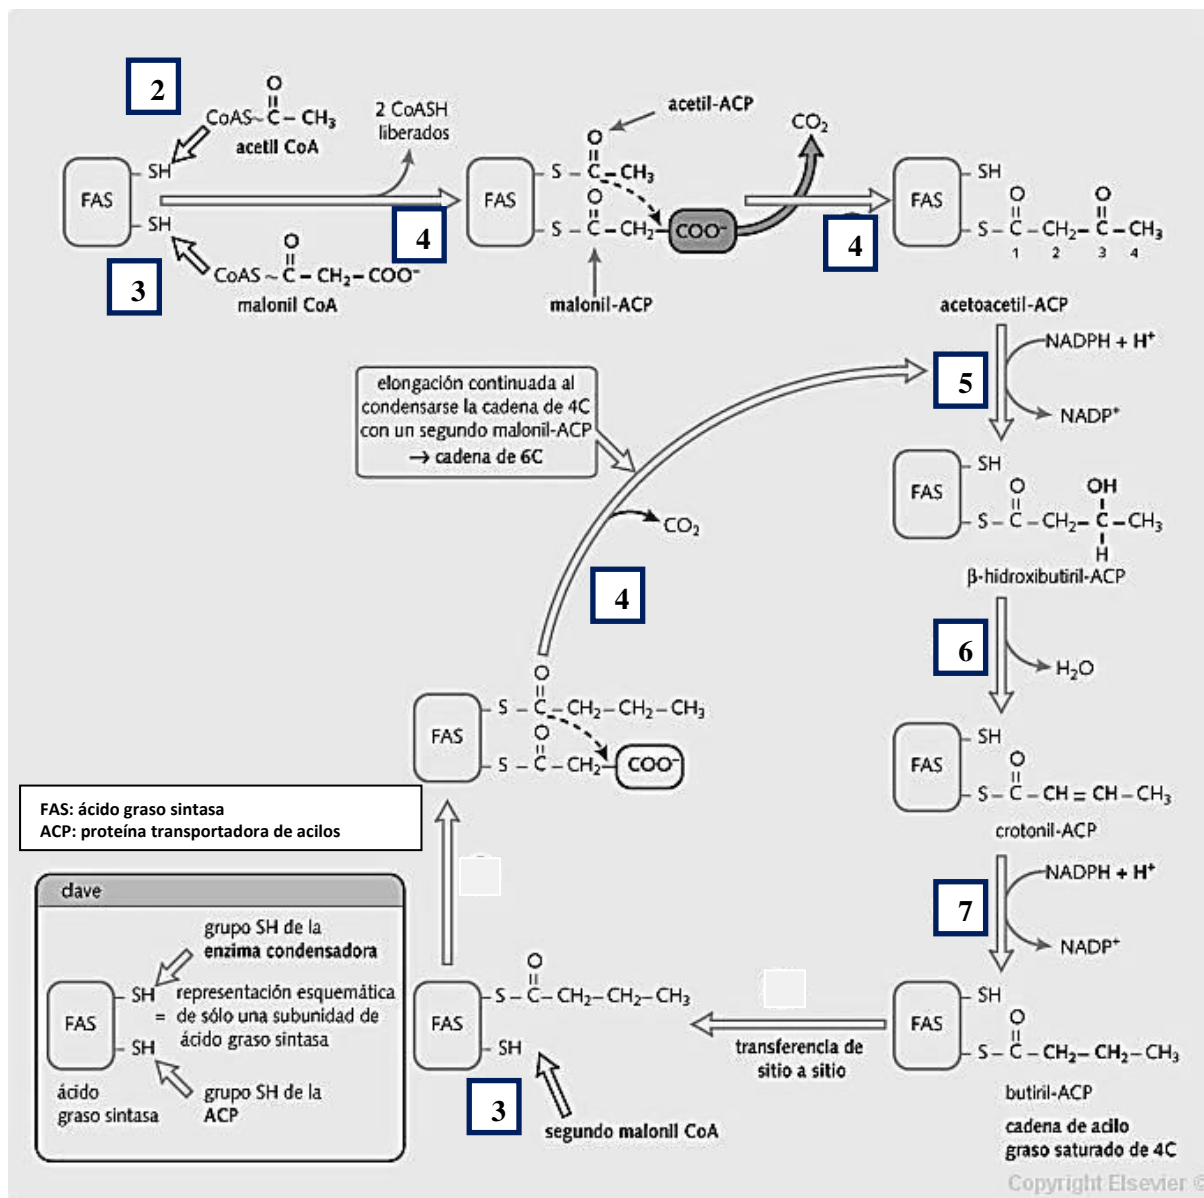 2
O
CoAS~C–CH₃
acetil CoA
2 CoASH
liberados
FAS
SH
SH
4
3
O
CoAS~C–CH₂–COO⁻
malonil CoA
acetil-ACP
O
S–C–CH₃
FAS
O
S–C–CH₂–COO⁻
malonil-ACP
CO₂
4
SH
FAS
O O
S–C–CH₂–C–CH₃
1 2 3 4
acetoacetil-ACP
5
NADPH + H⁺
NADP⁺
elongación continuada al
condensarse la cadena de 4C
con un segundo malonil-ACP
→ cadena de 6C
CO₂
4
SH
FAS
O OH
S–C–CH₂–C–CH₃
H
β-hidroxibutiril-ACP
6
H₂O
SH
FAS
O
S–C–CH=CH–CH₃
crotonil-ACP
7
NADPH + H⁺
NADP⁺
SH
FAS
O
S–C–CH₂–CH₂–CH₃
butiril-ACP
cadena de acilo
graso saturado de 4C
transferencia de
sitio a sitio
O
S–C–CH₂–CH₂–CH₃
FAS
SH
3
segundo malonil CoA
O
S–C–CH₂–CH₂–CH₃
FAS
O
S–C–CH₂–COO⁻
FAS: ácido graso sintasa
ACP: proteína transportadora de acilos
clave
grupo SH de la
enzima condensadora
SH
FAS
SH
= representación esquemática
de sólo una subunidad de
ácido graso sintasa
ácido
graso sintasa
grupo SH de la
ACP
Copyright Elsevier ©